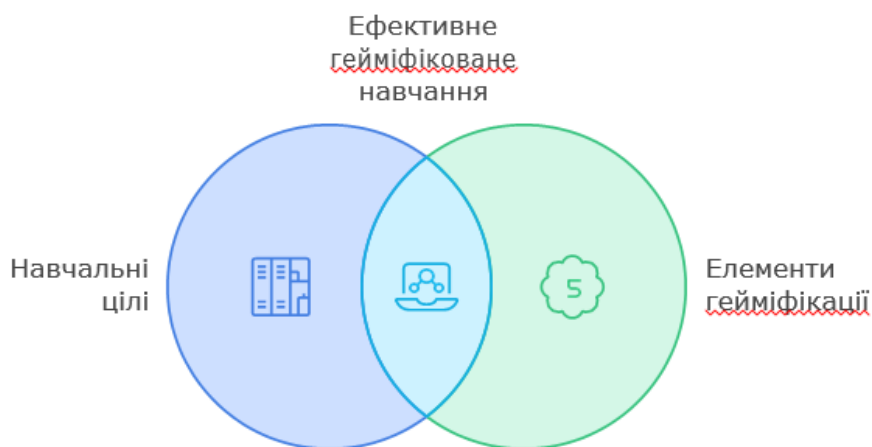 Ефективне
гейміфіковане
навчання
Навчальні
цілі
5
Елементи
гейміфікації